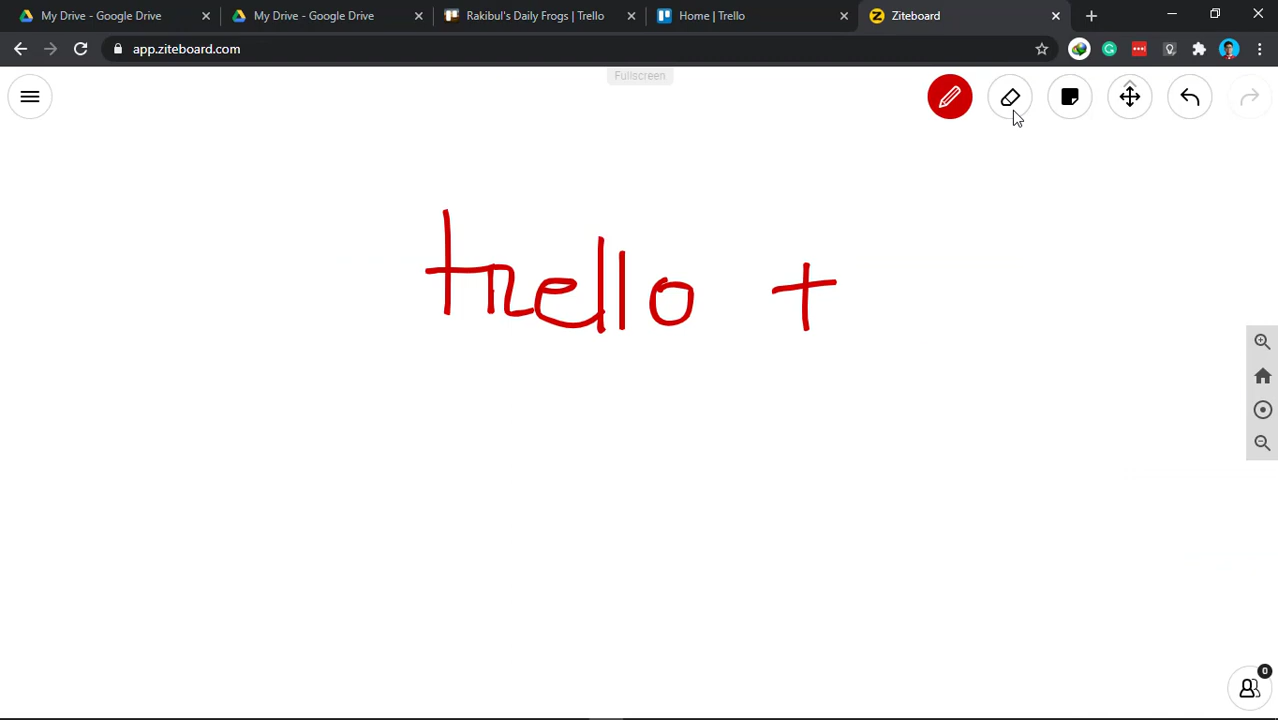 My Drive - Google Drive
My Drive - Google Drive
Rakibul's Daily Frogs | Trello
Home | Trello
Ziteboard
app.ziteboard.com
Fullscreen
trello +
0